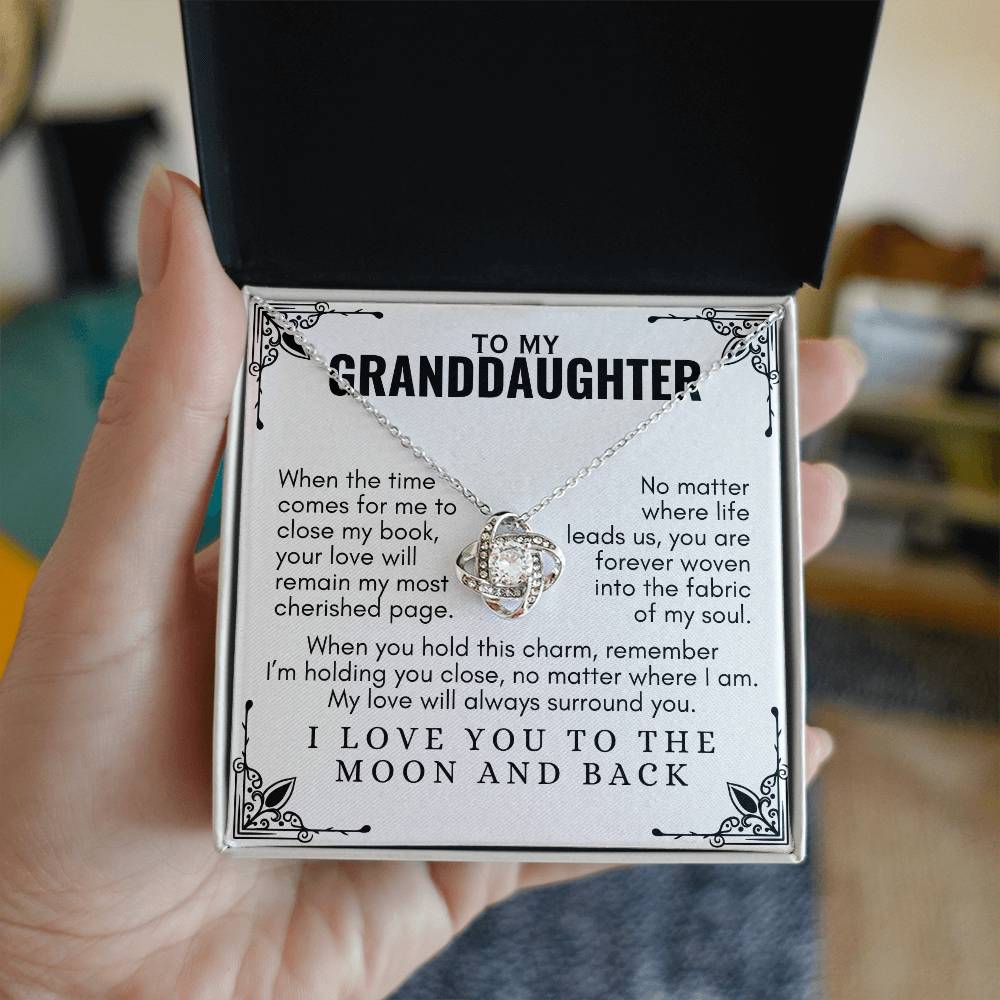 TO MY
GRANDDAUGHTER
When the time
comes for me to
close my book,
your love will
remain my most
cherished page.
No matter
where life
leads us, you are
forever woven
into the fabric
of my soul.
When you hold this charm, remember
I'm holding you close, no matter where I am.
My love will always surround you.
I LOVE YOU TO THE
MOON AND BACK